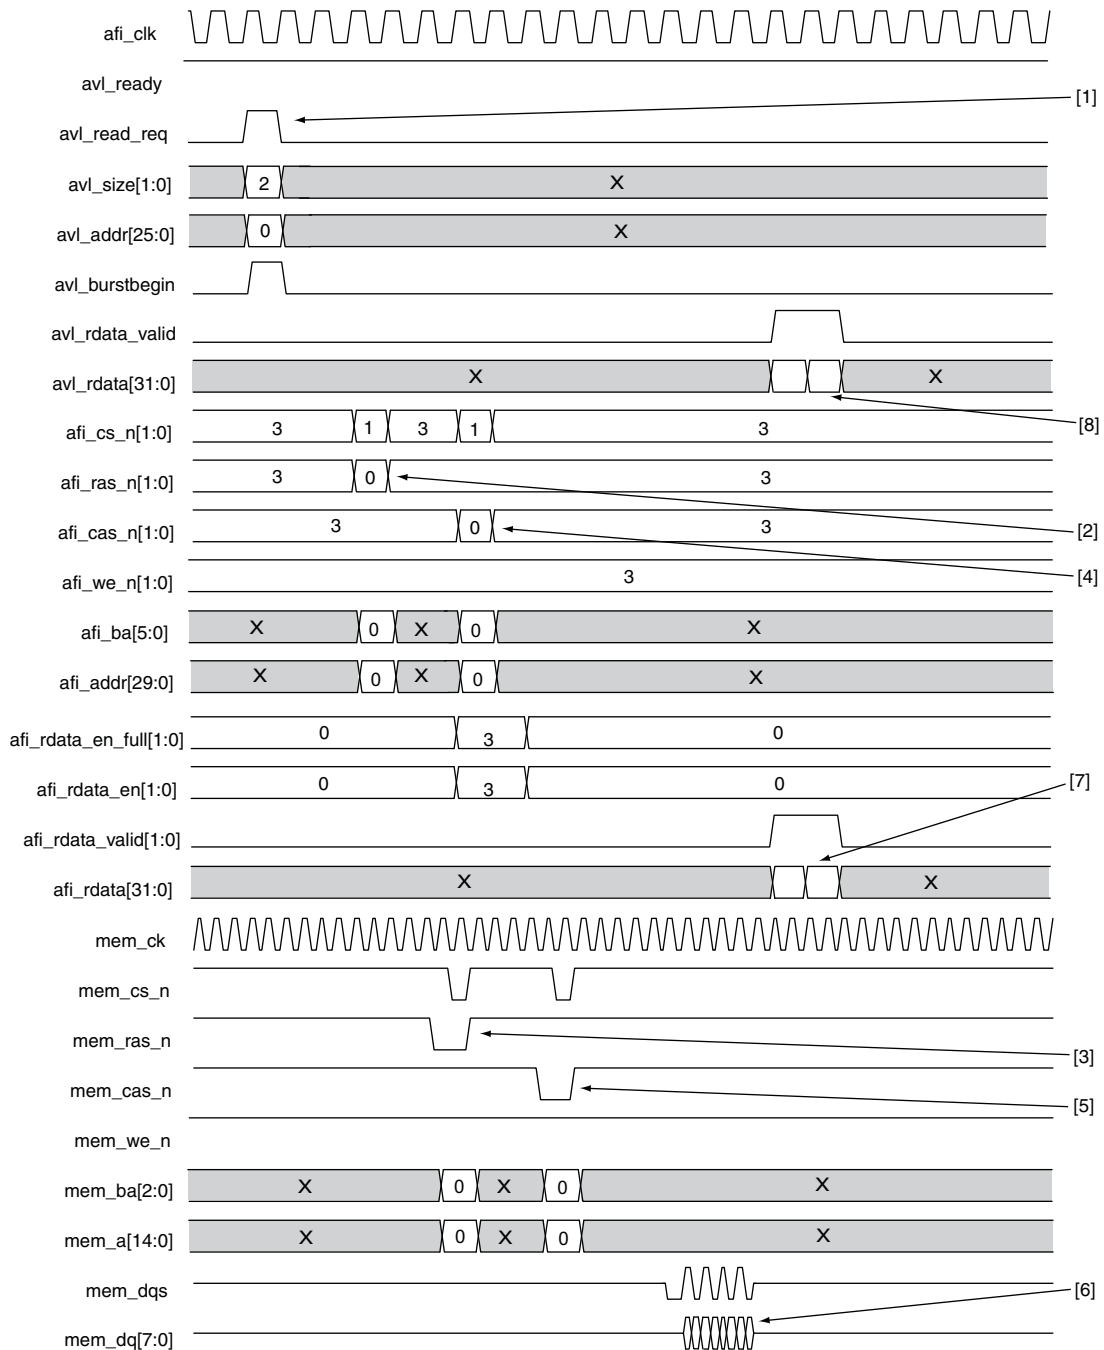 afi_clk
avl_ready
[1]
avl_read_req
avl_size[1:0] 2 X
avl_addr[25:0] 0 X
avl_burstbegin
avl_rdata_valid
avl_rdata[31:0] X X
[8]
afi_cs_n[1:0] 3 1 3 1 3
afi_ras_n[1:0] 3 0 3
afi_cas_n[1:0] 3 0 3
[2]
afi_we_n[1:0] 3
[4]
afi_ba[5:0] X 0 X 0 X
afi_addr[29:0] X 0 X 0 X
afi_rdata_en_full[1:0] 0 3 0
afi_rdata_en[1:0] 0 3 0
[7]
afi_rdata_valid[1:0]
afi_rdata[31:0] X X
mem_ck
mem_cs_n
mem_ras_n
[3]
mem_cas_n
[5]
mem_we_n
mem_ba[2:0] X 0 X 0 X
mem_a[14:0] X 0 X 0 X
mem_dqs
[6]
mem_dq[7:0]